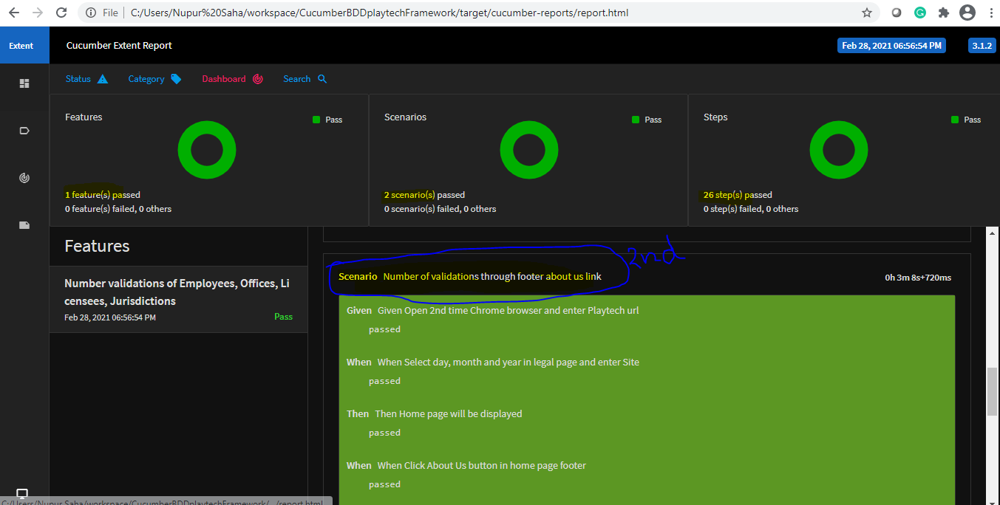 File
C:/Users/Nupur%20Saha/workspace/CucumberBDDplaytechFramework/target/cucumber-reports/report.html
Extent
Cucumber Extent Report
Feb 28, 2021 06:56:54 PM
3.1.2
Status
Category
Dashboard
Search
Features
Pass
1 feature(s) passed
0 feature(s) failed, 0 others
Scenarios
Pass
2 scenario(s) passed
0 scenario(s) failed, 0 others
Steps
Pass
26 step(s) passed
0 step(s) failed, 0 others
Features
Number validations of Employees, Offices, Li
censees, Jurisdictions
Feb 28, 2021 06:56:54 PM
Pass
2nd
Scenario Number of validations through footer about us link
0h 3m 8s+720ms
Given Given Open 2nd time Chrome browser and enter Playtech url
passed
When When Select day, month and year in legal page and enter Site
passed
Then Then Home page will be displayed
passed
When When Click About Us button in home page footer
passed
C:/Users/Nupur Saha/workspace/CucumberBDDplaytechFramework/.../report.html